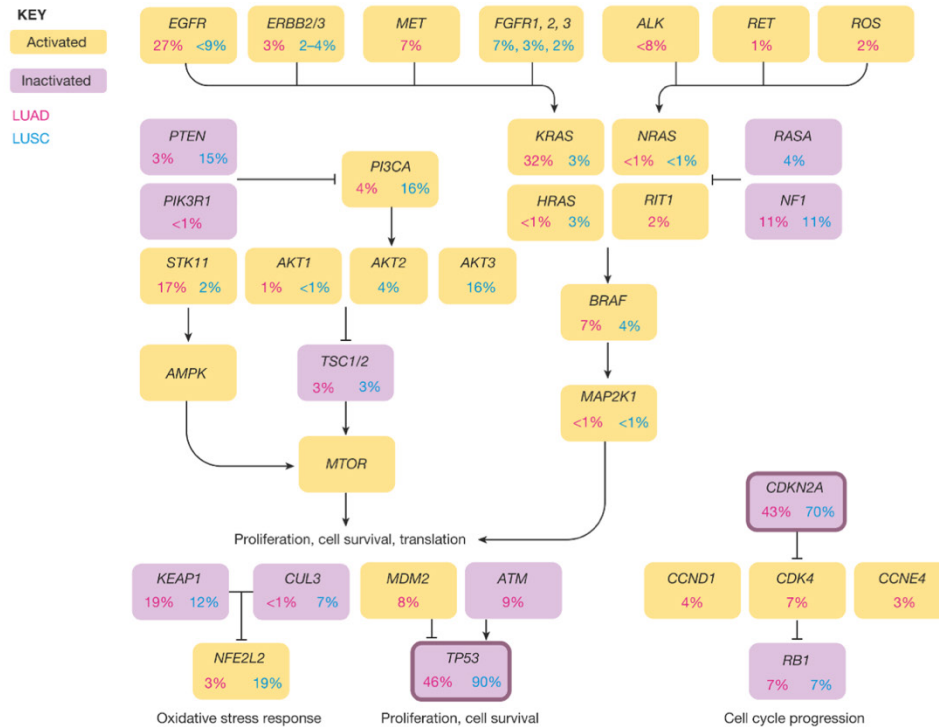 KEY
Activated
Inactivated
LUAD
LUSC
EGFR
27% <9%
ERBB2/3
3% 2–4%
MET
7%
FGFR1, 2, 3
7%, 3%, 2%
ALK
<8%
RET
1%
ROS
2%
PTEN
3% 15%
PIK3R1
<1%
PI3CA
4% 16%
KRAS
32% 3%
NRAS
<1% <1%
HRAS
<1% 3%
RIT1
2%
RASA
4%
NF1
11% 11%
STK11
17% 2%
AKT1
1% <1%
AKT2
4%
AKT3
16%
BRAF
7% 4%
AMPK
TSC1/2
3% 3%
MAP2K1
<1% <1%
MTOR
Proliferation, cell survival, translation
CDKN2A
43% 70%
KEAP1
19% 12%
CUL3
<1% 7%
MDM2
8%
ATM
9%
CCND1
4%
CDK4
7%
CCNE4
3%
NFE2L2
3% 19%
TP53
46% 90%
RB1
7% 7%
Oxidative stress response
Proliferation, cell survival
Cell cycle progression